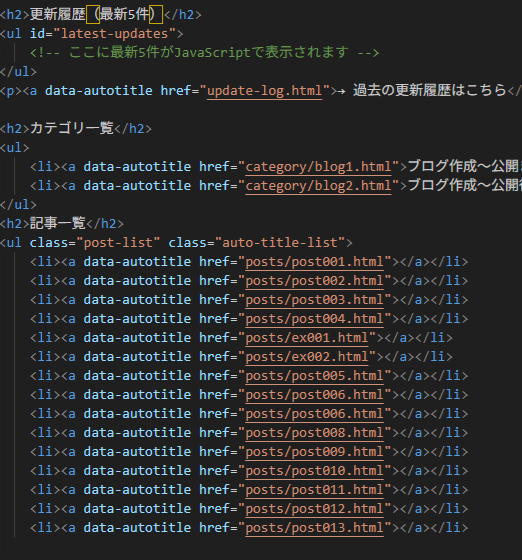 <h2>更新履歴（最新5件）</h2>
<ul id="latest-updates">
<!-- ここに最新5件がJavaScriptで表示されます -->
</ul>
<p><a data-autotitle href="update-log.html">→ 過去の更新履歴はこちら</
<h2>カテゴリ一覧</h2>
<ul>
<li><a data-autotitle href="category/blog1.html">ブログ作成～公開
<li><a data-autotitle href="category/blog2.html">ブログ作成～公開
</ul>
<h2>記事一覧</h2>
<ul class="post-list" class="auto-title-list">
<li><a data-autotitle href="posts/post001.html"></a></li>
<li><a data-autotitle href="posts/post002.html"></a></li>
<li><a data-autotitle href="posts/post003.html"></a></li>
<li><a data-autotitle href="posts/post004.html"></a></li>
<li><a data-autotitle href="posts/ex001.html"></a></li>
<li><a data-autotitle href="posts/ex002.html"></a></li>
<li><a data-autotitle href="posts/post005.html"></a></li>
<li><a data-autotitle href="posts/post006.html"></a></li>
<li><a data-autotitle href="posts/post006.html"></a></li>
<li><a data-autotitle href="posts/post008.html"></a></li>
<li><a data-autotitle href="posts/post009.html"></a></li>
<li><a data-autotitle href="posts/post010.html"></a></li>
<li><a data-autotitle href="posts/post011.html"></a></li>
<li><a data-autotitle href="posts/post012.html"></a></li>
<li><a data-autotitle href="posts/post013.html"></a></li>